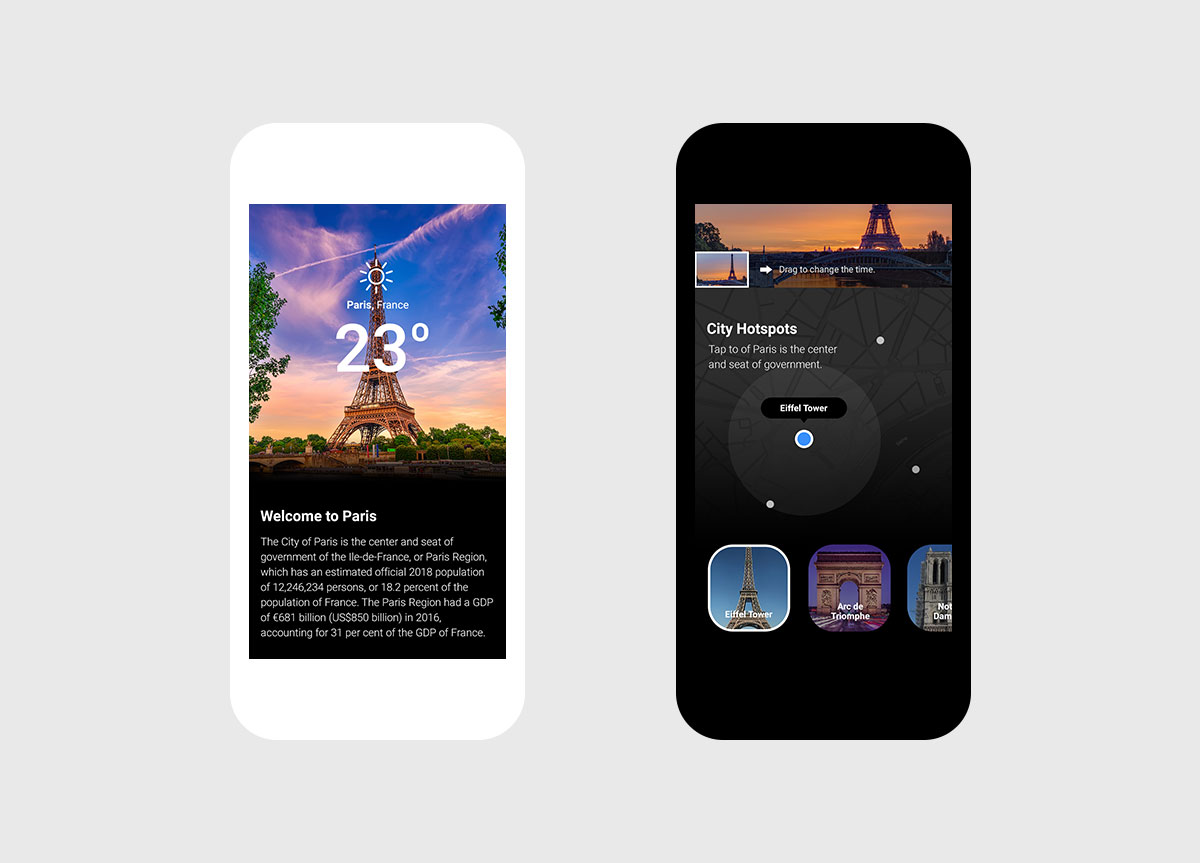 Paris, France
23°
Welcome to Paris
The City of Paris is the center and seat of
government of the Ile-de-France, or Paris Region,
which has an estimated official 2018 population
of 12,246,234 persons, or 18.2 percent of the
population of France. The Paris Region had a GDP
of €681 billion (US$850 billion) in 2016,
accounting for 31 per cent of the GDP of France.
Drag to change the time.
City Hotspots
Tap to of Paris is the center
and seat of government.
Eiffel Tower
Eiffel Tower
Arc de
Triomphe
Not
Dam